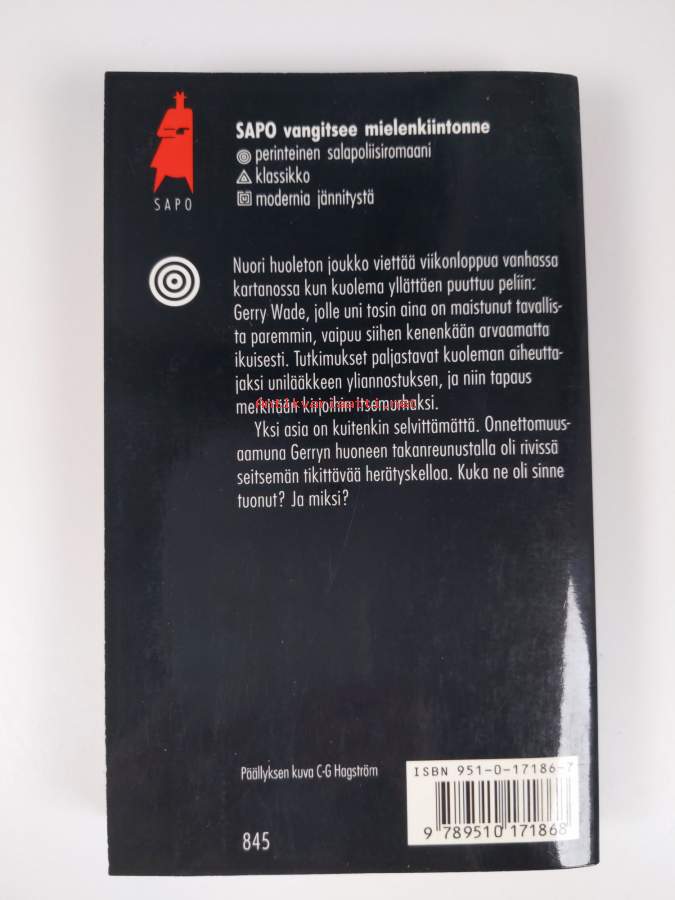 SAPO vangitsee mielenkiintonne
perinteinen salapoliisiromaani
klassikko
modernia jännitystä
SAPO
Nuori huoleton joukko viettää viikonloppua vanhassa
kartanossa kun kuolema yllättäen puuttuu peliin:
Gerry Wade, jolle uni tosin aina on maistunut tavallis-
ta paremmin, vaipuu siihen kenenkään arvaamatta
ikuisesti. Tutkimukset paljastavat kuoleman aiheutta-
jaksi unilääkkeen yliannostuksen, ja niin tapaus
merkitään kirjoihin itsemurhaksi.
Yksi asia on kuitenkin selvittämättä. Onnettomuus-
aamuna Gerryn huoneen takanreunustalla oli rivissä
seitsemän tikittävää herätyskelloa. Kuka ne oli sinne
tuonut? Ja miksi?
Päällyksen kuva C-G Hagström
845
ISBN 951-0-17186-7
9 789510 171868